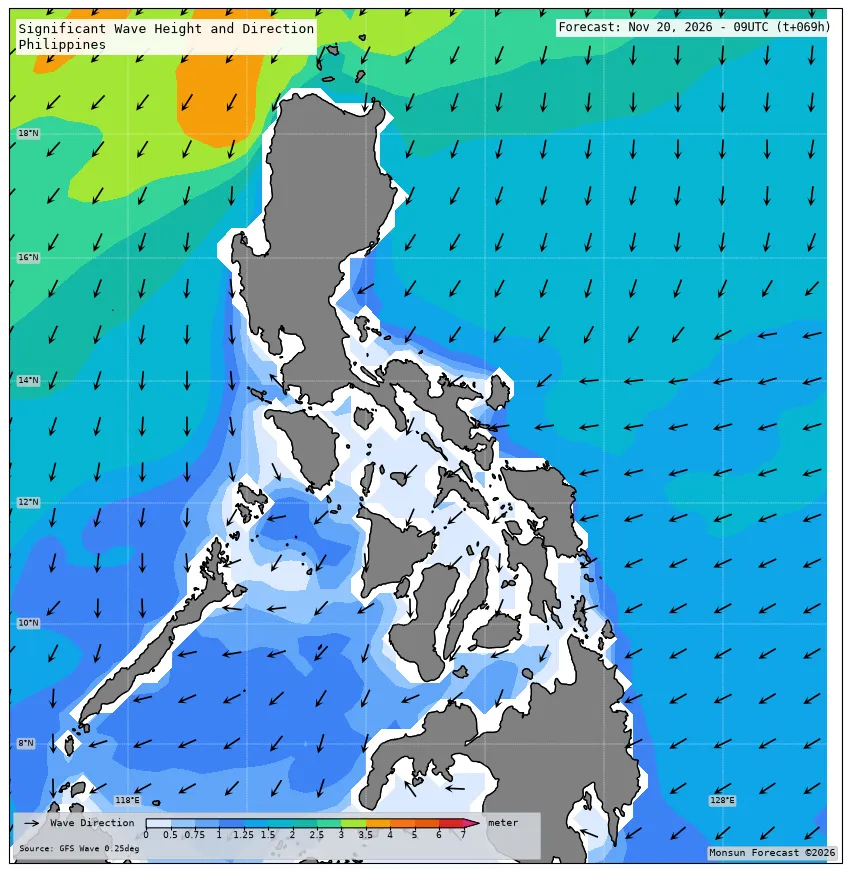 Significant Wave Height and Direction
Philippines
Forecast: Nov 20, 2026 - 09UTC (t+069h)
18°N
16°N
14°N
12°N
10°N
8°N
118°E
128°E
Wave Direction
0 0.5 0.75 1 1.25 1.5 2 2.5 3 3.5 4 5 6 7
meter
Source: GFS Wave 0.25deg
Monsun Forecast ©2026